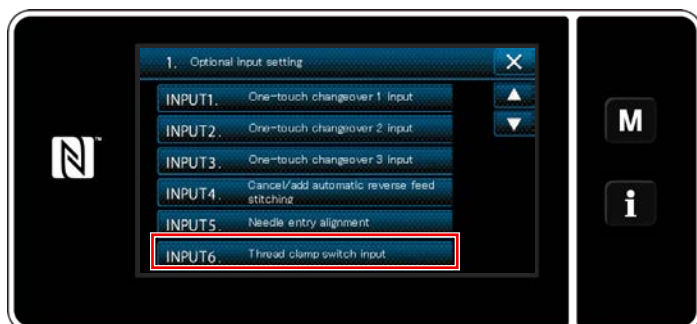 1. Optional input setting
INPUT1. One-touch changeover 1 input
INPUT2. One-touch changeover 2 input
INPUT3. One-touch changeover 3 input
INPUT4. Cancel/add automatic reverse feed
stitching
INPUT5. Needle entry alignment
INPUT6. Thread clamp switch input
N
M
i